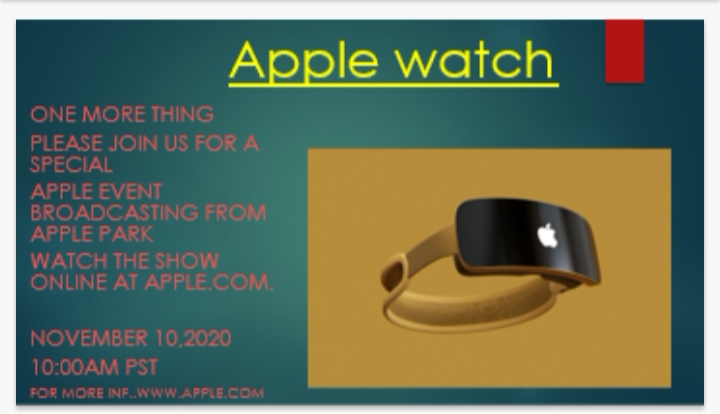 Apple watch
ONE MORE THING
PLEASE JOIN US FOR A
SPECIAL
APPLE EVENT
BROADCASTING FROM
APPLE PARK
WATCH THE SHOW
ONLINE AT APPLE.COM.
NOVEMBER 10,2020
10:00AM PST
FOR MORE INF..WWW.APPLE.COM